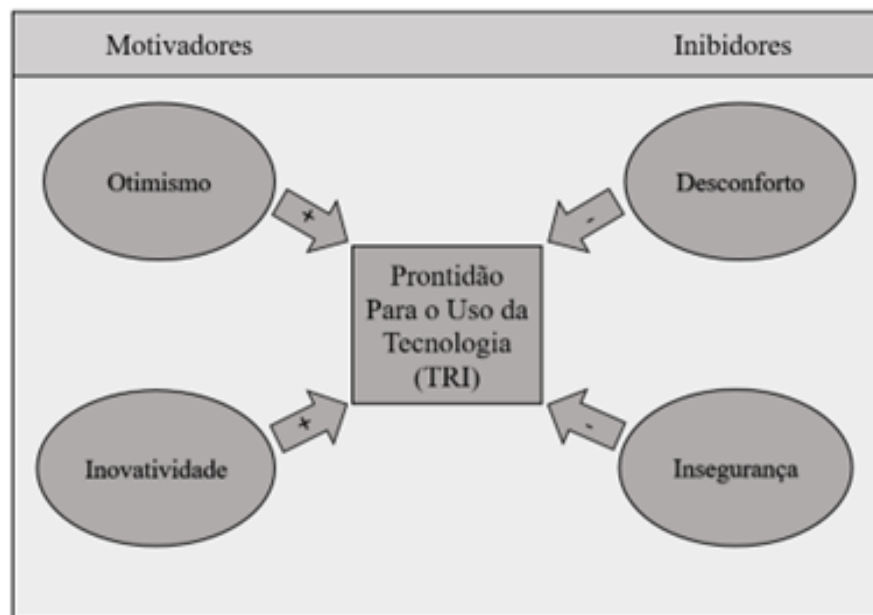 Motivadores
Inibidores
Otimismo
+
Desconforto
-
Prontidão
Para o Uso da
Tecnologia
(TRI)
Inovatividade
+
Insegurança
-